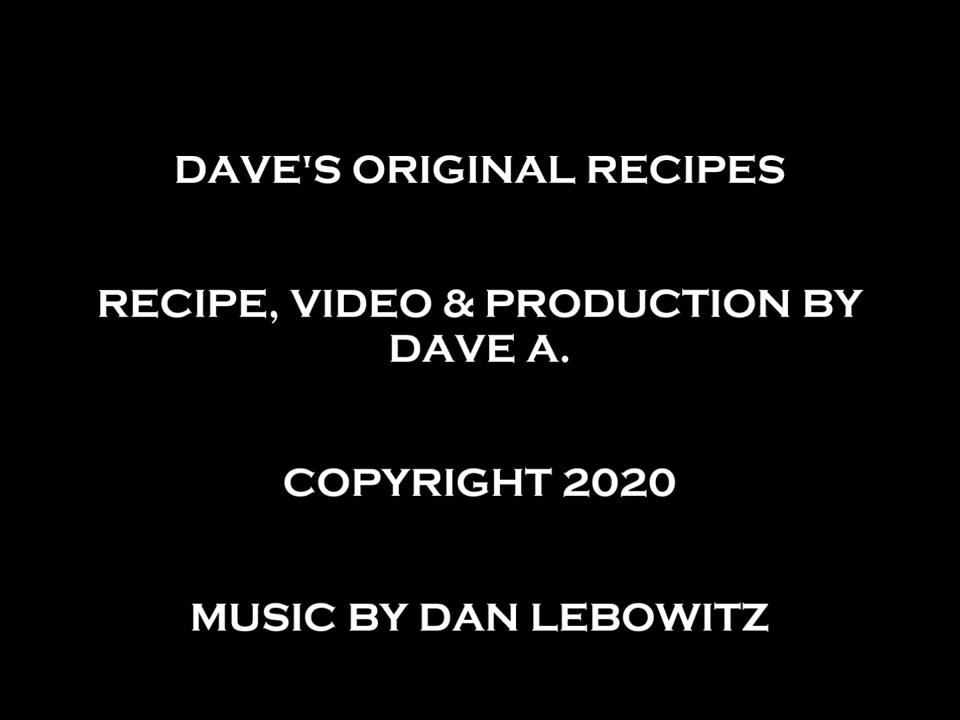 DAVE'S ORIGINAL RECIPES
RECIPE, VIDEO & PRODUCTION BY
DAVE A.
COPYRIGHT 2020
MUSIC BY DAN LEBOWITZ